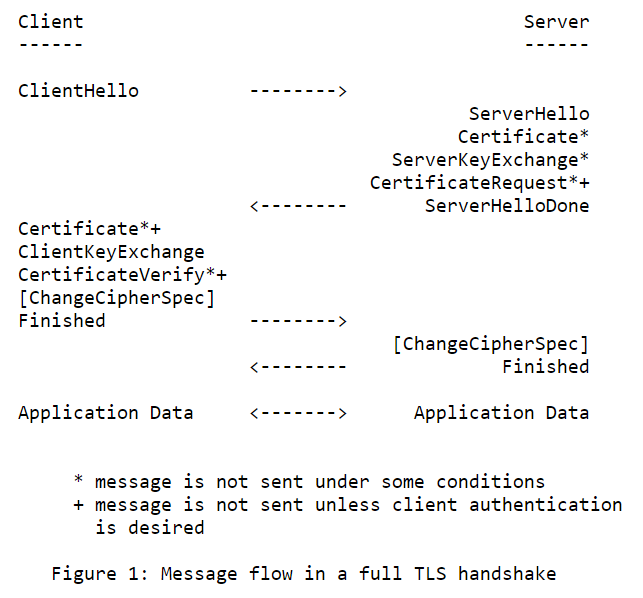 Client                                        Server
------                                        ------
ClientHello          -------->
                                         ServerHello
                                        Certificate*
                                  ServerKeyExchange*
                                CertificateRequest*+
                     <--------       ServerHelloDone
Certificate*+
ClientKeyExchange
CertificateVerify*+
[ChangeCipherSpec]
Finished             -------->
                                  [ChangeCipherSpec]
                     <--------              Finished
Application Data     <------->      Application Data
     * message is not sent under some conditions
     + message is not sent unless client authentication
       is desired
   Figure 1: Message flow in a full TLS handshake